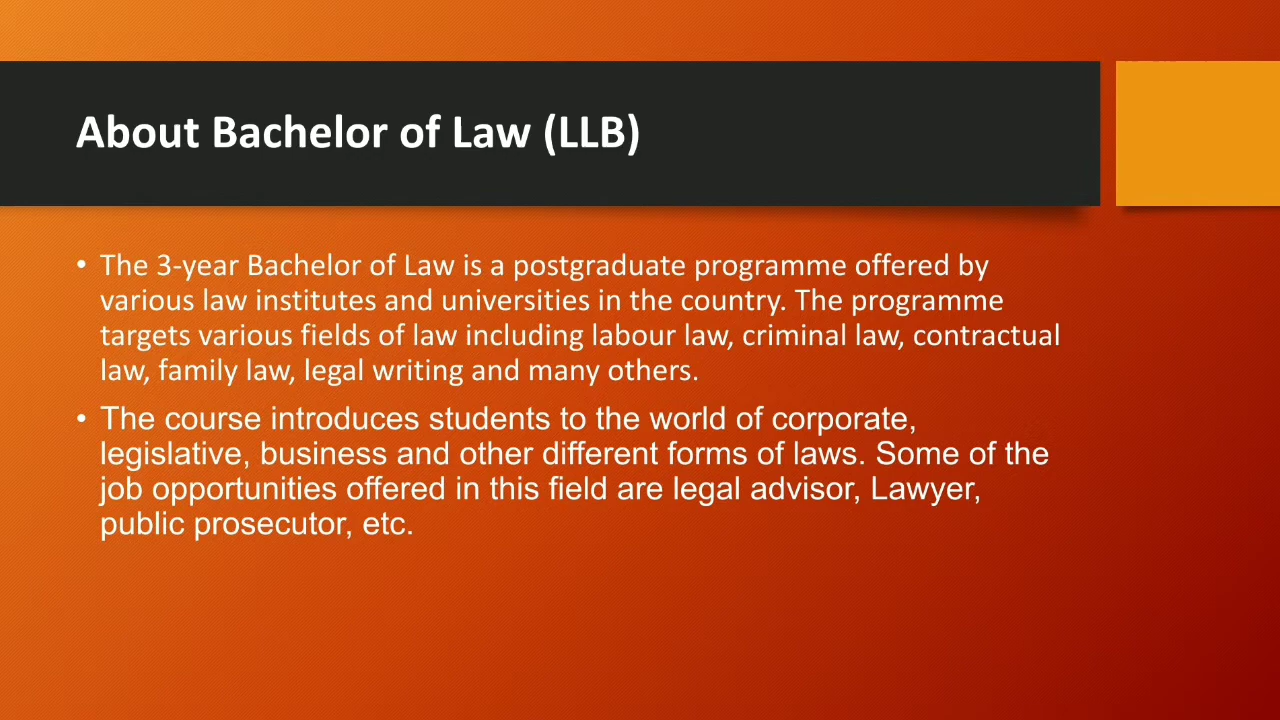 About Bachelor of Law (LLB)
• The 3-year Bachelor of Law is a postgraduate programme offered by
various law institutes and universities in the country. The programme
targets various fields of law including labour law, criminal law, contractual
law, family law, legal writing and many others.
• The course introduces students to the world of corporate,
legislative, business and other different forms of laws. Some of the
job opportunities offered in this field are legal advisor, Lawyer,
public prosecutor, etc.